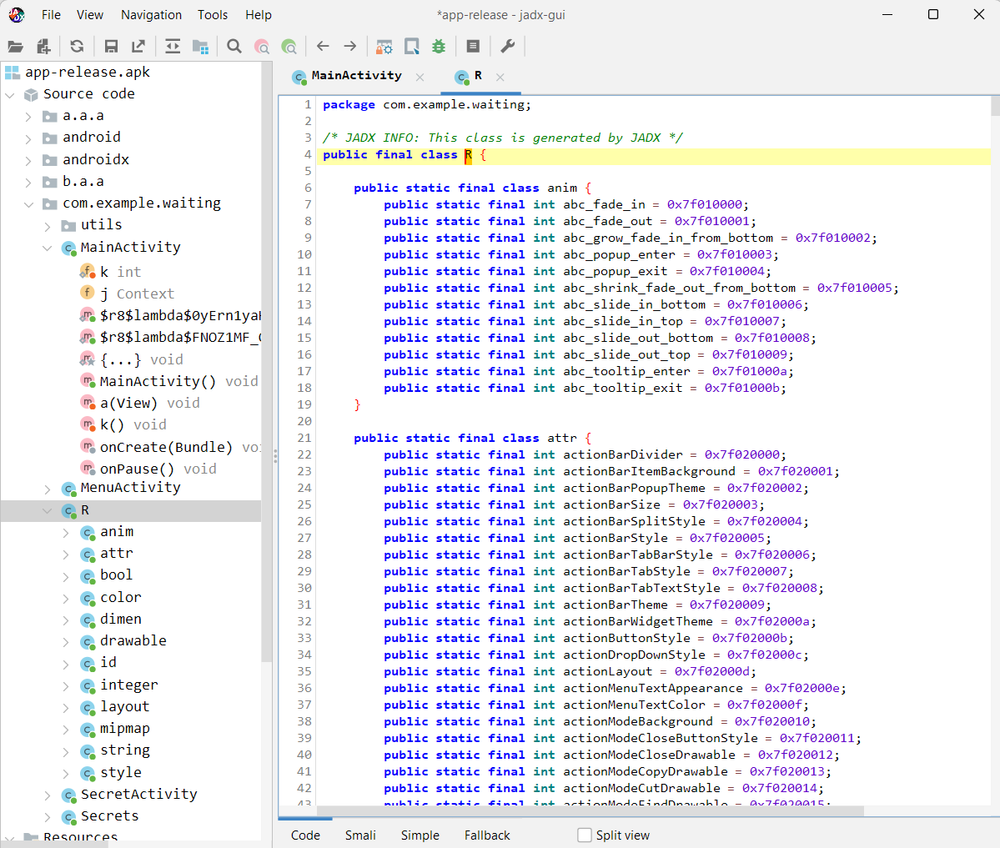 File View Navigation Tools Help *app-release - jadx-gui
app-release.apk
Source code
a.a.a
android
androidx
b.a.a
com.example.waiting
utils
MainActivity
k int
j Context
$r8$lambda$0yErn1ya
$r8$lambda$FNOZ1MF_
{...} void
MainActivity() void
a(View) void
k() void
onCreate(Bundle) vo
onPause() void
MenuActivity
R
anim
attr
bool
color
dimen
drawable
id
integer
layout
mipmap
string
style
SecretActivity
Secrets
Resources
MainActivity R
1 package com.example.waiting;
2
3 /* JADX INFO: This class is generated by JADX */
4 public final class R {
5
6 public static final class anim {
7 public static final int abc_fade_in = 0x7f010000;
8 public static final int abc_fade_out = 0x7f010001;
9 public static final int abc_grow_fade_in_from_bottom = 0x7f010002;
10 public static final int abc_popup_enter = 0x7f010003;
11 public static final int abc_popup_exit = 0x7f010004;
12 public static final int abc_shrink_fade_out_from_bottom = 0x7f010005;
13 public static final int abc_slide_in_bottom = 0x7f010006;
14 public static final int abc_slide_in_top = 0x7f010007;
15 public static final int abc_slide_out_bottom = 0x7f010008;
16 public static final int abc_slide_out_top = 0x7f010009;
17 public static final int abc_tooltip_enter = 0x7f01000a;
18 public static final int abc_tooltip_exit = 0x7f01000b;
19 }
20
21 public static final class attr {
22 public static final int actionBarDivider = 0x7f020000;
23 public static final int actionBarItemBackground = 0x7f020001;
24 public static final int actionBarPopupTheme = 0x7f020002;
25 public static final int actionBarSize = 0x7f020003;
26 public static final int actionBarSplitStyle = 0x7f020004;
27 public static final int actionBarStyle = 0x7f020005;
28 public static final int actionBarTabBarStyle = 0x7f020006;
29 public static final int actionBarTabStyle = 0x7f020007;
30 public static final int actionBarTabTextStyle = 0x7f020008;
31 public static final int actionBarTheme = 0x7f020009;
32 public static final int actionBarWidgetTheme = 0x7f02000a;
33 public static final int actionButtonStyle = 0x7f02000b;
34 public static final int actionDropDownStyle = 0x7f02000c;
35 public static final int actionLayout = 0x7f02000d;
36 public static final int actionMenuTextAppearance = 0x7f02000e;
37 public static final int actionMenuTextColor = 0x7f02000f;
38 public static final int actionModeBackground = 0x7f020010;
39 public static final int actionModeCloseButtonStyle = 0x7f020011;
40 public static final int actionModeCloseDrawable = 0x7f020012;
41 public static final int actionModeCopyDrawable = 0x7f020013;
42 public static final int actionModeCutDrawable = 0x7f020014;
43 public static final int actionModeFindDrawable = 0x7f020015;
Code Smali Simple Fallback Split view